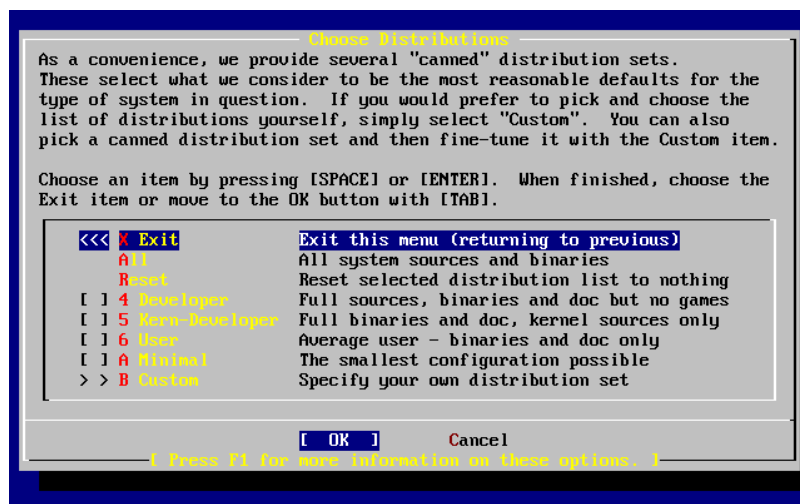 Choose Distributions
As a convenience, we provide several "canned" distribution sets.
These select what we consider to be the most reasonable defaults for the
type of system in question.  If you would prefer to pick and choose the
list of distributions yourself, simply select "Custom".  You can also
pick a canned distribution set and then fine-tune it with the Custom item.
Choose an item by pressing [SPACE] or [ENTER].  When finished, choose the
Exit item or move to the OK button with [TAB].
<<< X Exit Exit this menu (returning to previous)
All All system sources and binaries
Reset Reset selected distribution list to nothing
[ ] 4 Developer Full sources, binaries and doc but no games
[ ] 5 Kern-Developer Full binaries and doc, kernel sources only
[ ] 6 User Average user - binaries and doc only
[ ] A Minimal The smallest configuration possible
> > B Custom Specify your own distribution set
[ OK ] Cancel
[ Press F1 for more information on these options. ]